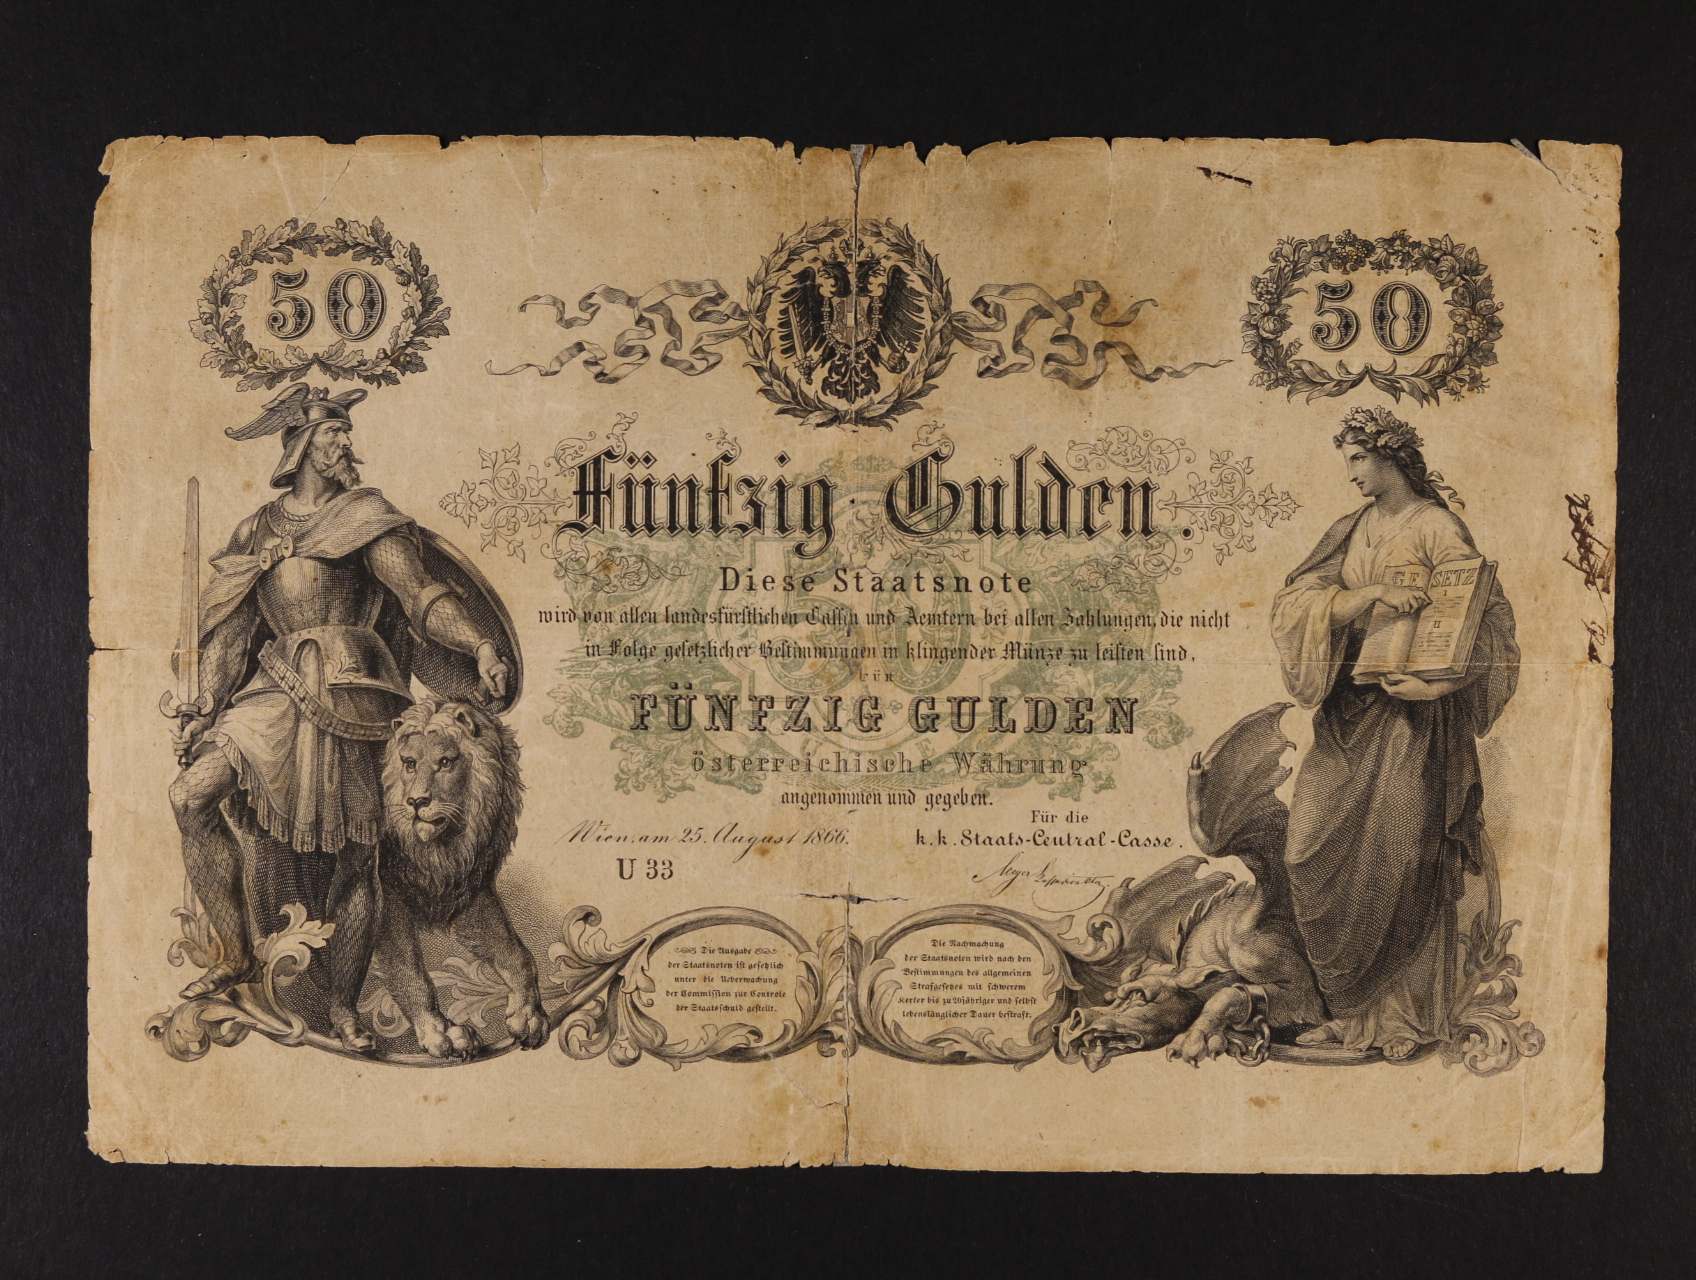 50
50
Fünfzig Gulden.
Diese Staatsnote
wird von allen landesfürstlichen Cassen und Aemtern bei allen Zahlungen, die nicht
in Folge gesetzlicher Bestimmungen in klingender Münze zu leisten sind,
für
FÜNFZIG GULDEN
österreichische Währung
angenommen und gegeben.
Wien, am 25. August 1866.
Für die
k. k. Staats-Central-Casse.
U 33
GESETZ
I
II
Die Ausgabe
der Staatsnoten ist gesetzlich
unter die Ueberwachung
der Commission zur Controle
der Staatsschuld gestellt.
Die Nachmachung
der Staatsnoten wird nach den
Bestimmungen des allgemeinen
Strafgesetzes mit schwerem
Kerker bis zu 20jähriger und selbst
lebenslänglicher Dauer bestraft.